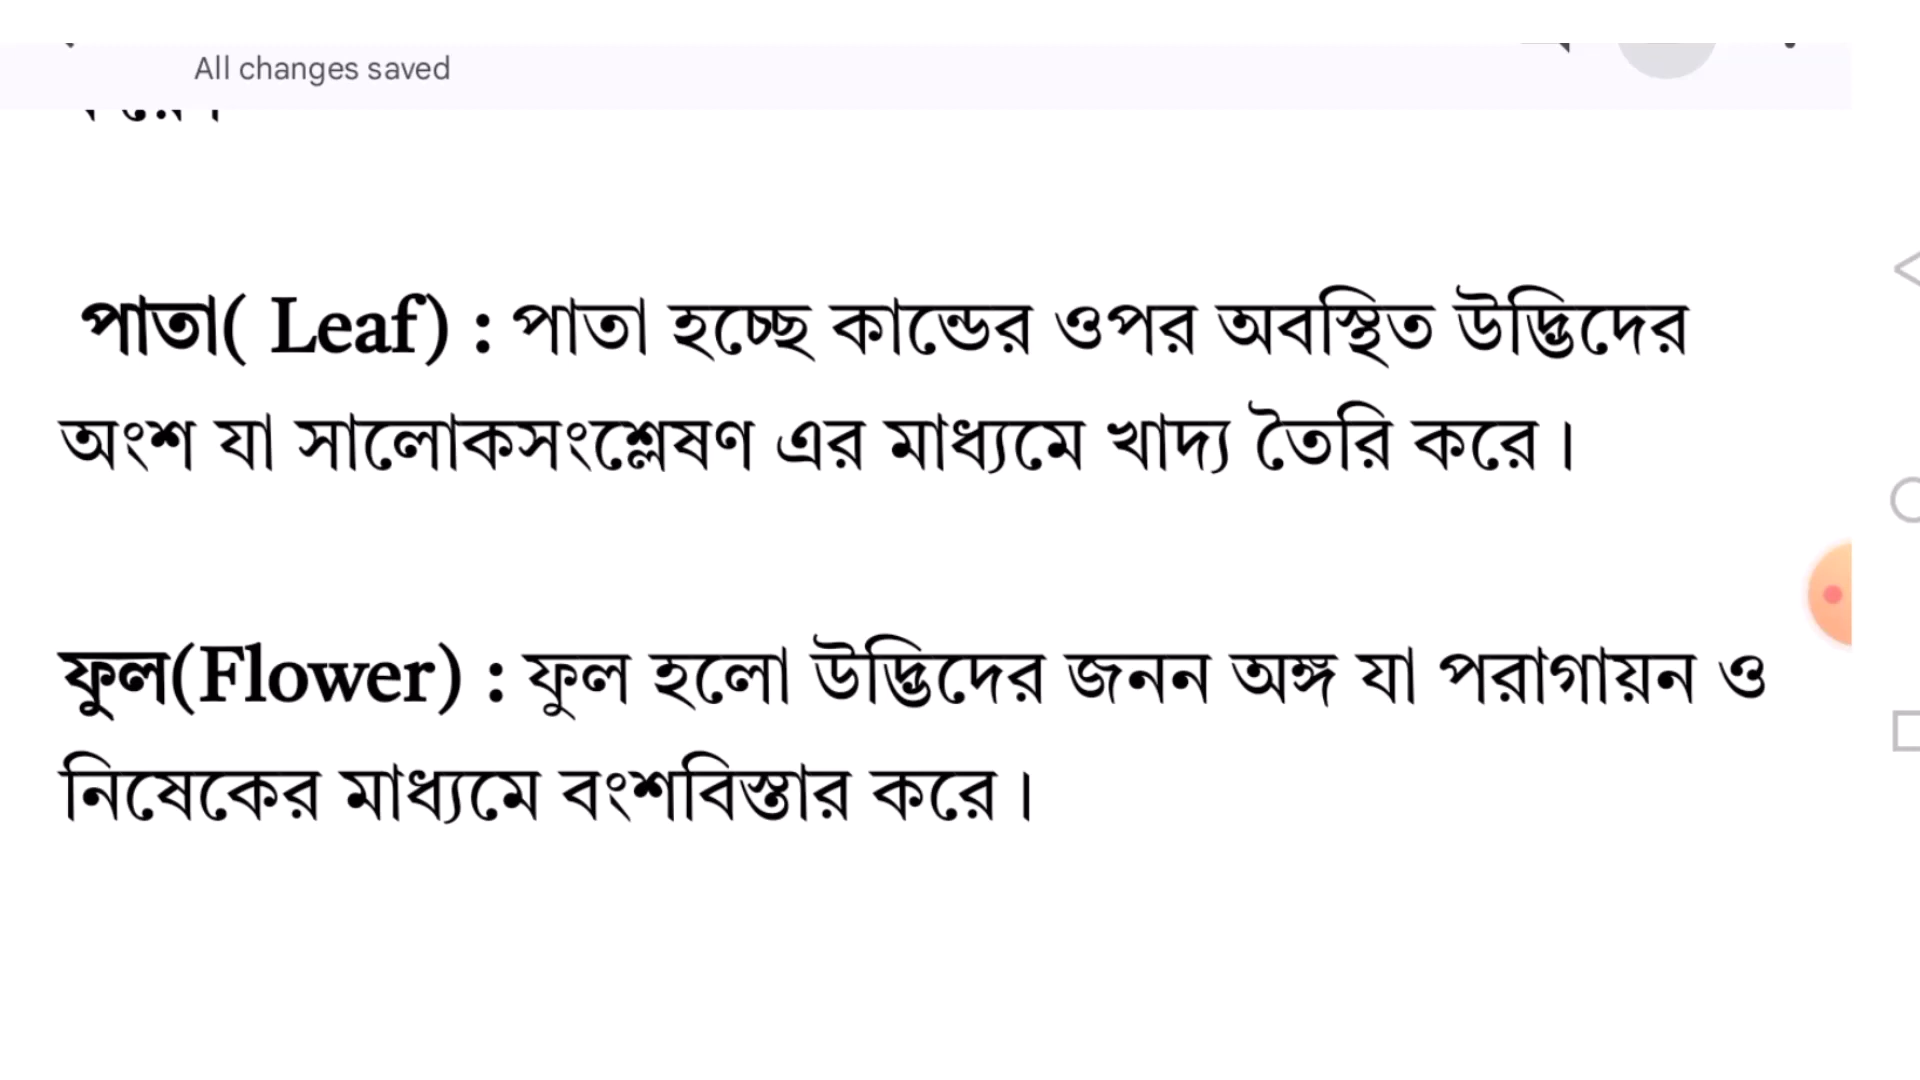 All changes saved
পাতা( Leaf) : পাতা হচ্ছে কান্ডের ওপর অবস্থিত উদ্ভিদের
অংশ যা সালোকসংশ্লেষণ এর মাধ্যমে খাদ্য তৈরি করে।
ফুল(Flower) : ফুল হলো উদ্ভিদের জনন অঙ্গ যা পরাগায়ন ও
নিষেকের মাধ্যমে বংশবিস্তার করে।